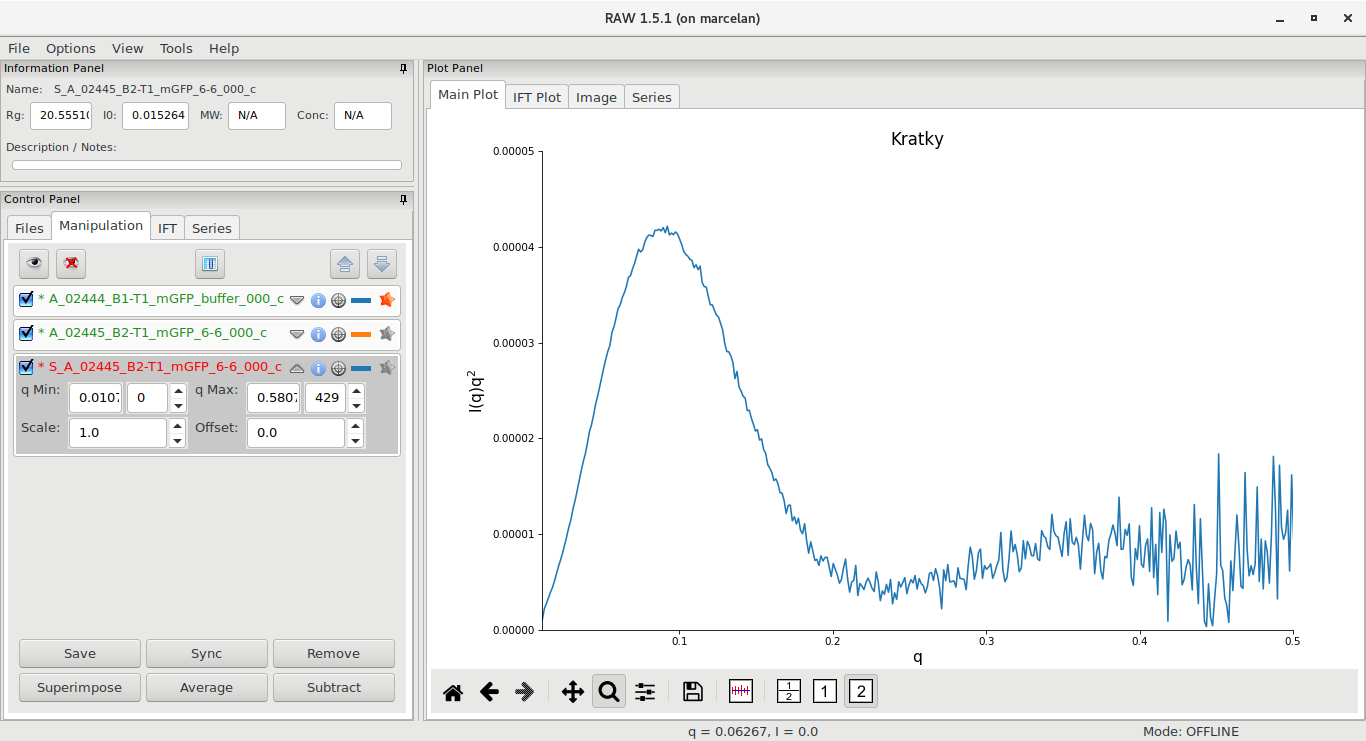 RAW 1.5.1 (on marcelan)
File Options View Tools Help
Information Panel
Name: S_A_02445_B2-T1_mGFP_6-6_000_c
Rg: 20.5551( I0: 0.015264 MW: N/A Conc: N/A
Description / Notes:
Control Panel
Files Manipulation IFT Series
* A_02444_B1-T1_mGFP_buffer_000_c
* A_02445_B2-T1_mGFP_6-6_000_c
* S_A_02445_B2-T1_mGFP_6-6_000_c
q Min: 0.0107 0 q Max: 0.5807 429
Scale: 1.0 Offset: 0.0
Save Sync Remove
Superimpose Average Subtract
Plot Panel
Main Plot IFT Plot Image Series
Kratky
0.00005
0.00004
0.00003
0.00002
0.00001
0.00000
I(q)q²
0.1 0.2 0.3 0.4 0.5
q
1
2
1
2
q = 0.06267, I = 0.0 Mode: OFFLINE